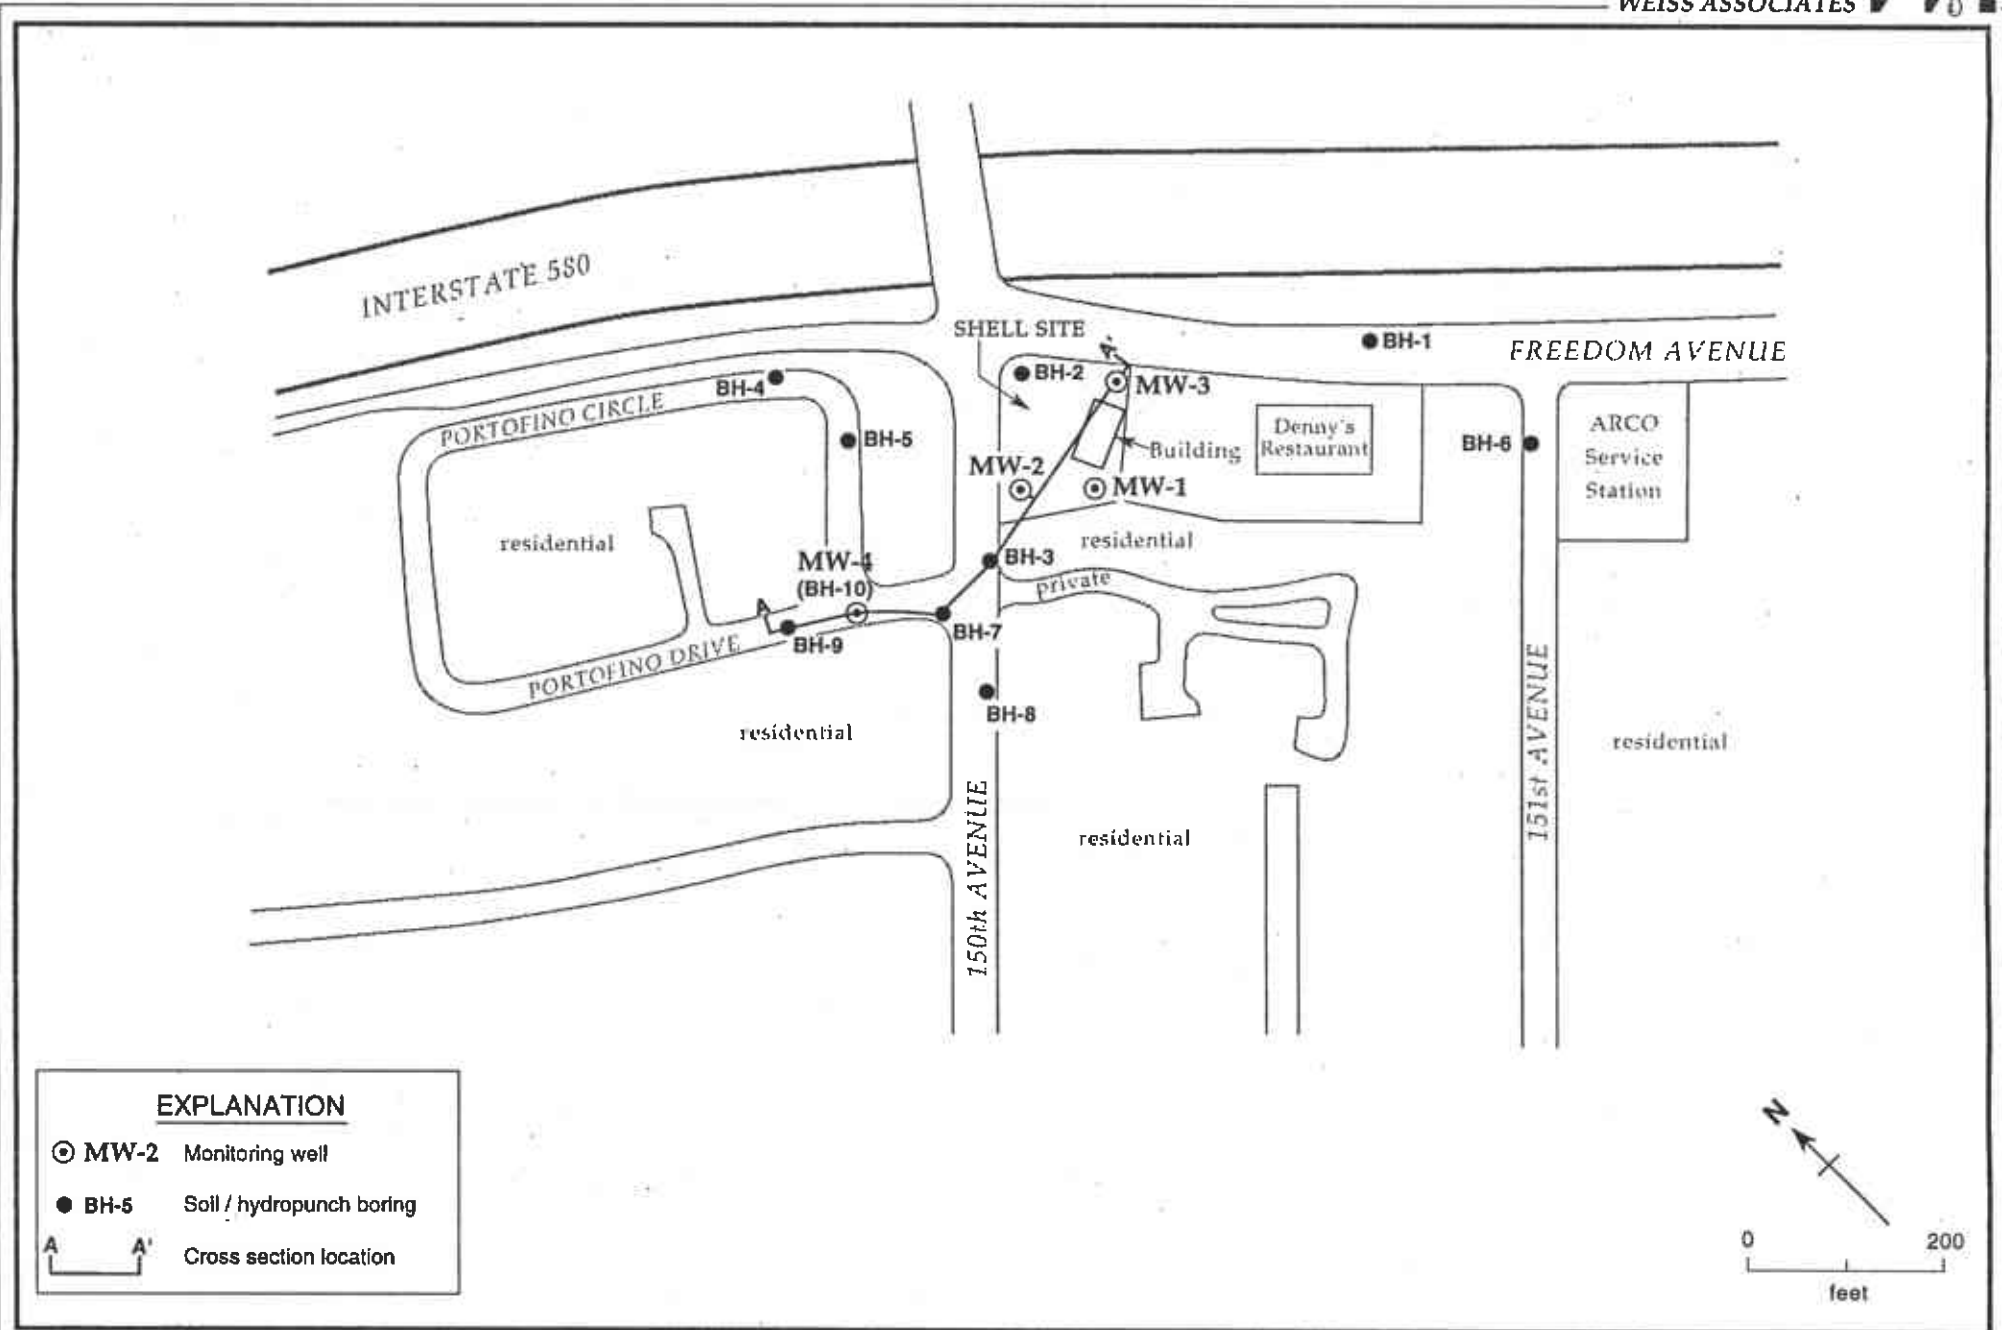 WEISS ASSOCIATES
INTERSTATE 580
SHELL SITE
A'
BH-1
FREEDOM AVENUE
BH-2
MW-3
BH-4
PORTOFINO CIRCLE
BH-5
Building
Denny's
Restaurant
BH-6
ARCO
Service
Station
MW-2
MW-1
residential
residential
BH-3
MW-4
(BH-10)
private
A
BH-9
BH-7
PORTOFINO DRIVE
BH-8
residential
residential
residential
150th AVENUE
151st AVENUE
EXPLANATION
MW-2 Monitoring well
BH-5 Soil / hydropunch boring
A A' Cross section location
N
0 200
feet